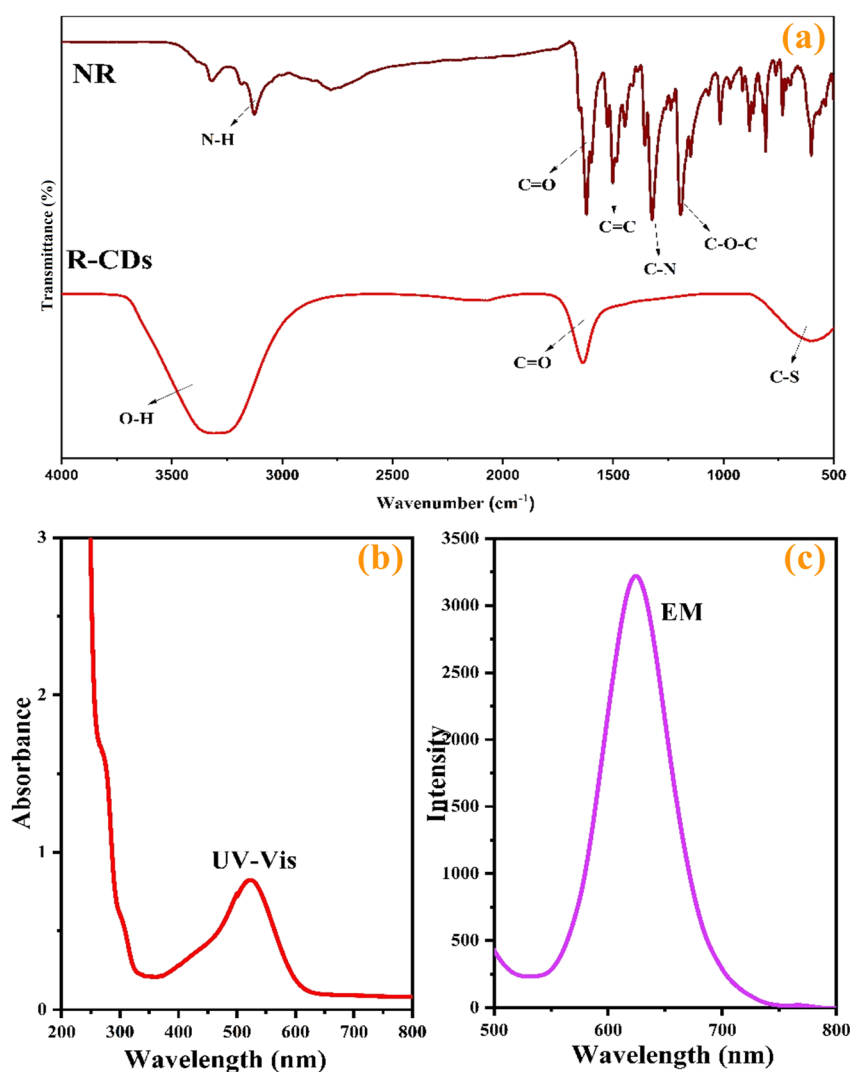 (a)
NR
N-H
C=O
C=C
C-O-C
C-N
Transmittance (%)
R-CDs
O-H
C=O
C-S
4000 3500 3000 2500 2000 1500 1000 500
Wavenumber (cm⁻¹)
(b)
3
2
1
0
Absorbance
UV-Vis
200 300 400 500 600 700 800
Wavelength (nm)
(c)
3500
3000
2500
2000
1500
1000
500
0
Intensity
EM
500 600 700 800
Wavelength (nm)